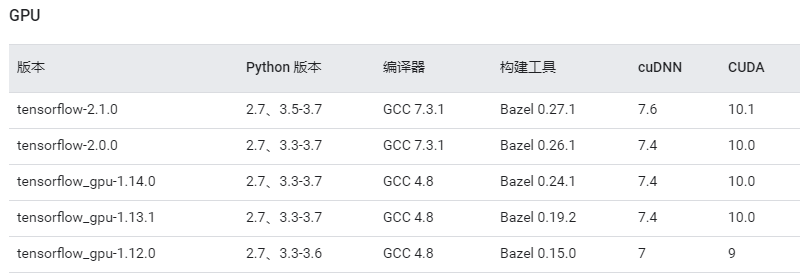 GPU
版本 Python 版本 编译器 构建工具 cuDNN CUDA
tensorflow-2.1.0 2.7、3.5-3.7 GCC 7.3.1 Bazel 0.27.1 7.6 10.1
tensorflow-2.0.0 2.7、3.3-3.7 GCC 7.3.1 Bazel 0.26.1 7.4 10.0
tensorflow_gpu-1.14.0 2.7、3.3-3.7 GCC 4.8 Bazel 0.24.1 7.4 10.0
tensorflow_gpu-1.13.1 2.7、3.3-3.7 GCC 4.8 Bazel 0.19.2 7.4 10.0
tensorflow_gpu-1.12.0 2.7、3.3-3.6 GCC 4.8 Bazel 0.15.0 7 9